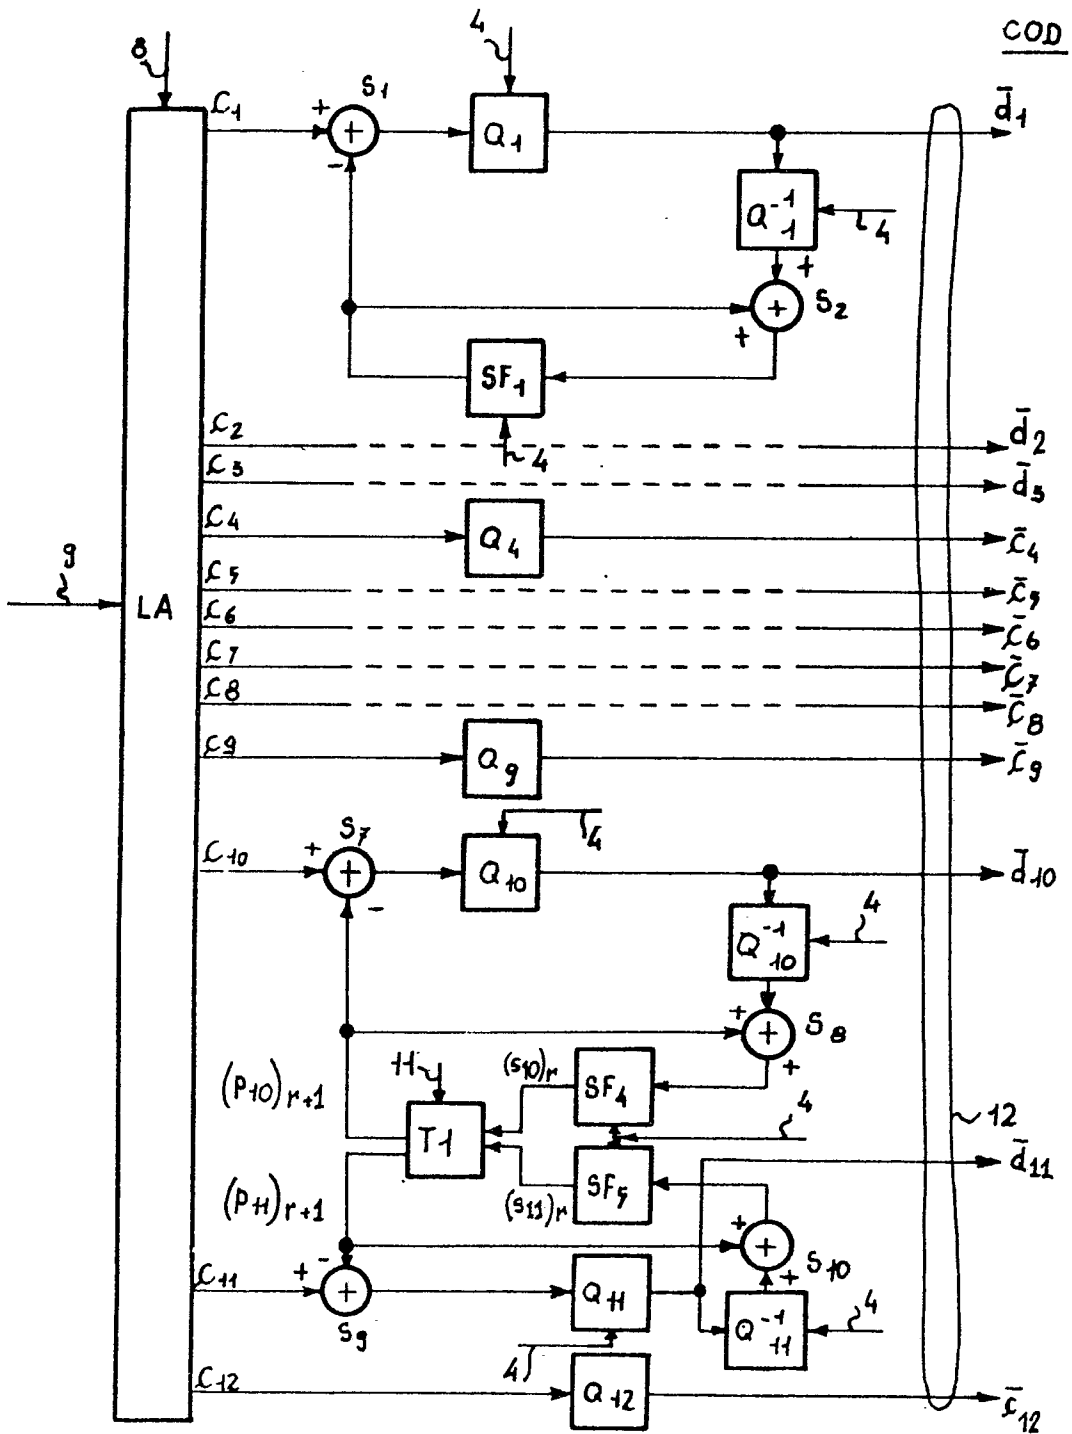 COD
8
4
C1
+
S1
+
-
Q1
d̄1
Q-1 1
4
+
S2
+
+
SF1
4
C2
d̄2
C3
d̄3
C4
Q4
c̄4
9
C5
c̄5
LA
C6
c̄6
C7
c̄7
C8
c̄8
C9
Q9
c̄9
4
C10
+
S7
+
-
Q10
d̄10
4
Q-1 10
+
S8
+
+
(P10)r+1
11
(s10)r
SF4
4
12
T1
d̄11
(P11)r+1
(s11)r
SF5
+
+
S10
+
C11
+
-
+
S9
Q11
Q-1 11
4
4
C12
Q12
c̄12